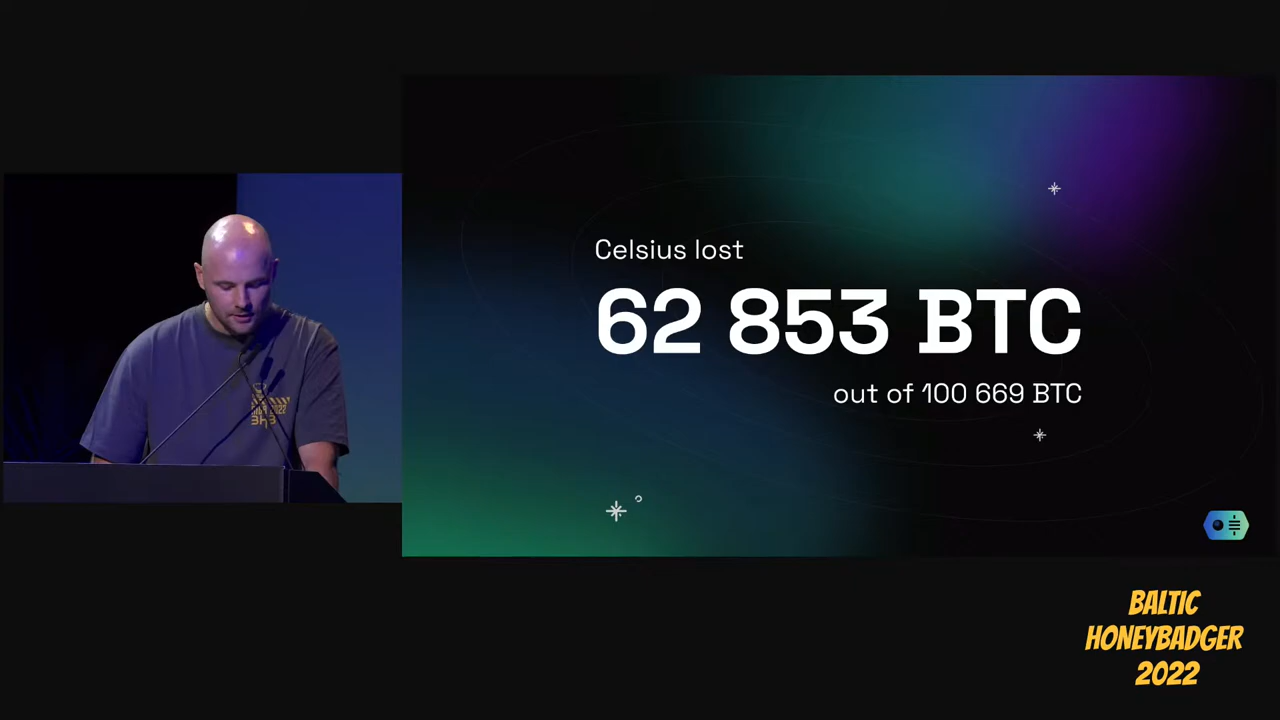 Celsius lost
62 853 BTC
out of 100 669 BTC
BALTIC
HONEYBADGER
2022